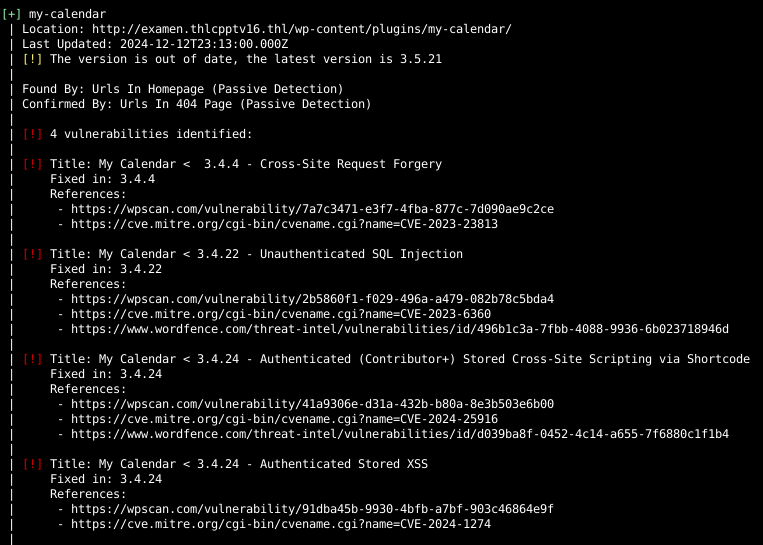 [+] my-calendar
| Location: http://examen.thlcpptv16.thl/wp-content/plugins/my-calendar/
| Last Updated: 2024-12-12T23:13:00.000Z
| [!] The version is out of date, the latest version is 3.5.21
|
| Found By: Urls In Homepage (Passive Detection)
| Confirmed By: Urls In 404 Page (Passive Detection)
|
| [!] 4 vulnerabilities identified:
|
| [!] Title: My Calendar <  3.4.4 - Cross-Site Request Forgery
|     Fixed in: 3.4.4
|     References:
|      - https://wpscan.com/vulnerability/7a7c3471-e3f7-4fba-877c-7d090ae9c2ce
|      - https://cve.mitre.org/cgi-bin/cvename.cgi?name=CVE-2023-23813
|
| [!] Title: My Calendar < 3.4.22 - Unauthenticated SQL Injection
|     Fixed in: 3.4.22
|     References:
|      - https://wpscan.com/vulnerability/2b5860f1-f029-496a-a479-082b78c5bda4
|      - https://cve.mitre.org/cgi-bin/cvename.cgi?name=CVE-2023-6360
|      - https://www.wordfence.com/threat-intel/vulnerabilities/id/496b1c3a-7fbb-4088-9936-6b023718946d
|
| [!] Title: My Calendar < 3.4.24 - Authenticated (Contributor+) Stored Cross-Site Scripting via Shortcode
|     Fixed in: 3.4.24
|     References:
|      - https://wpscan.com/vulnerability/41a9306e-d31a-432b-b80a-8e3b503e6b00
|      - https://cve.mitre.org/cgi-bin/cvename.cgi?name=CVE-2024-25916
|      - https://www.wordfence.com/threat-intel/vulnerabilities/id/d039ba8f-0452-4c14-a655-7f6880c1f1b4
|
| [!] Title: My Calendar < 3.4.24 - Authenticated Stored XSS
|     Fixed in: 3.4.24
|     References:
|      - https://wpscan.com/vulnerability/91dba45b-9930-4bfb-a7bf-903c46864e9f
|      - https://cve.mitre.org/cgi-bin/cvename.cgi?name=CVE-2024-1274
|